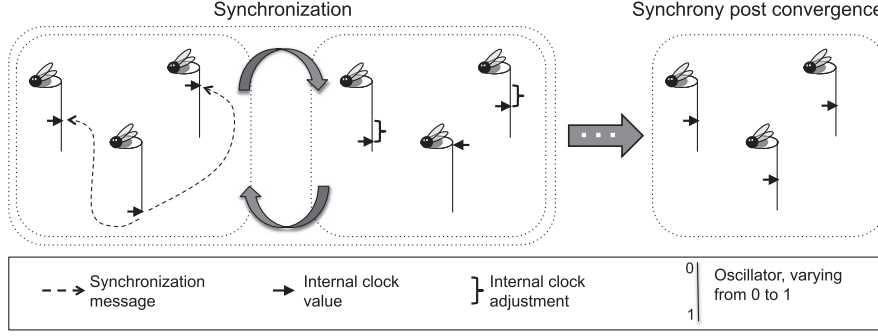 Synchronization
Synchrony post convergence
Synchronization
message
Internal clock
value
Internal clock
adjustment
0
1
Oscillator, varying
from 0 to 1